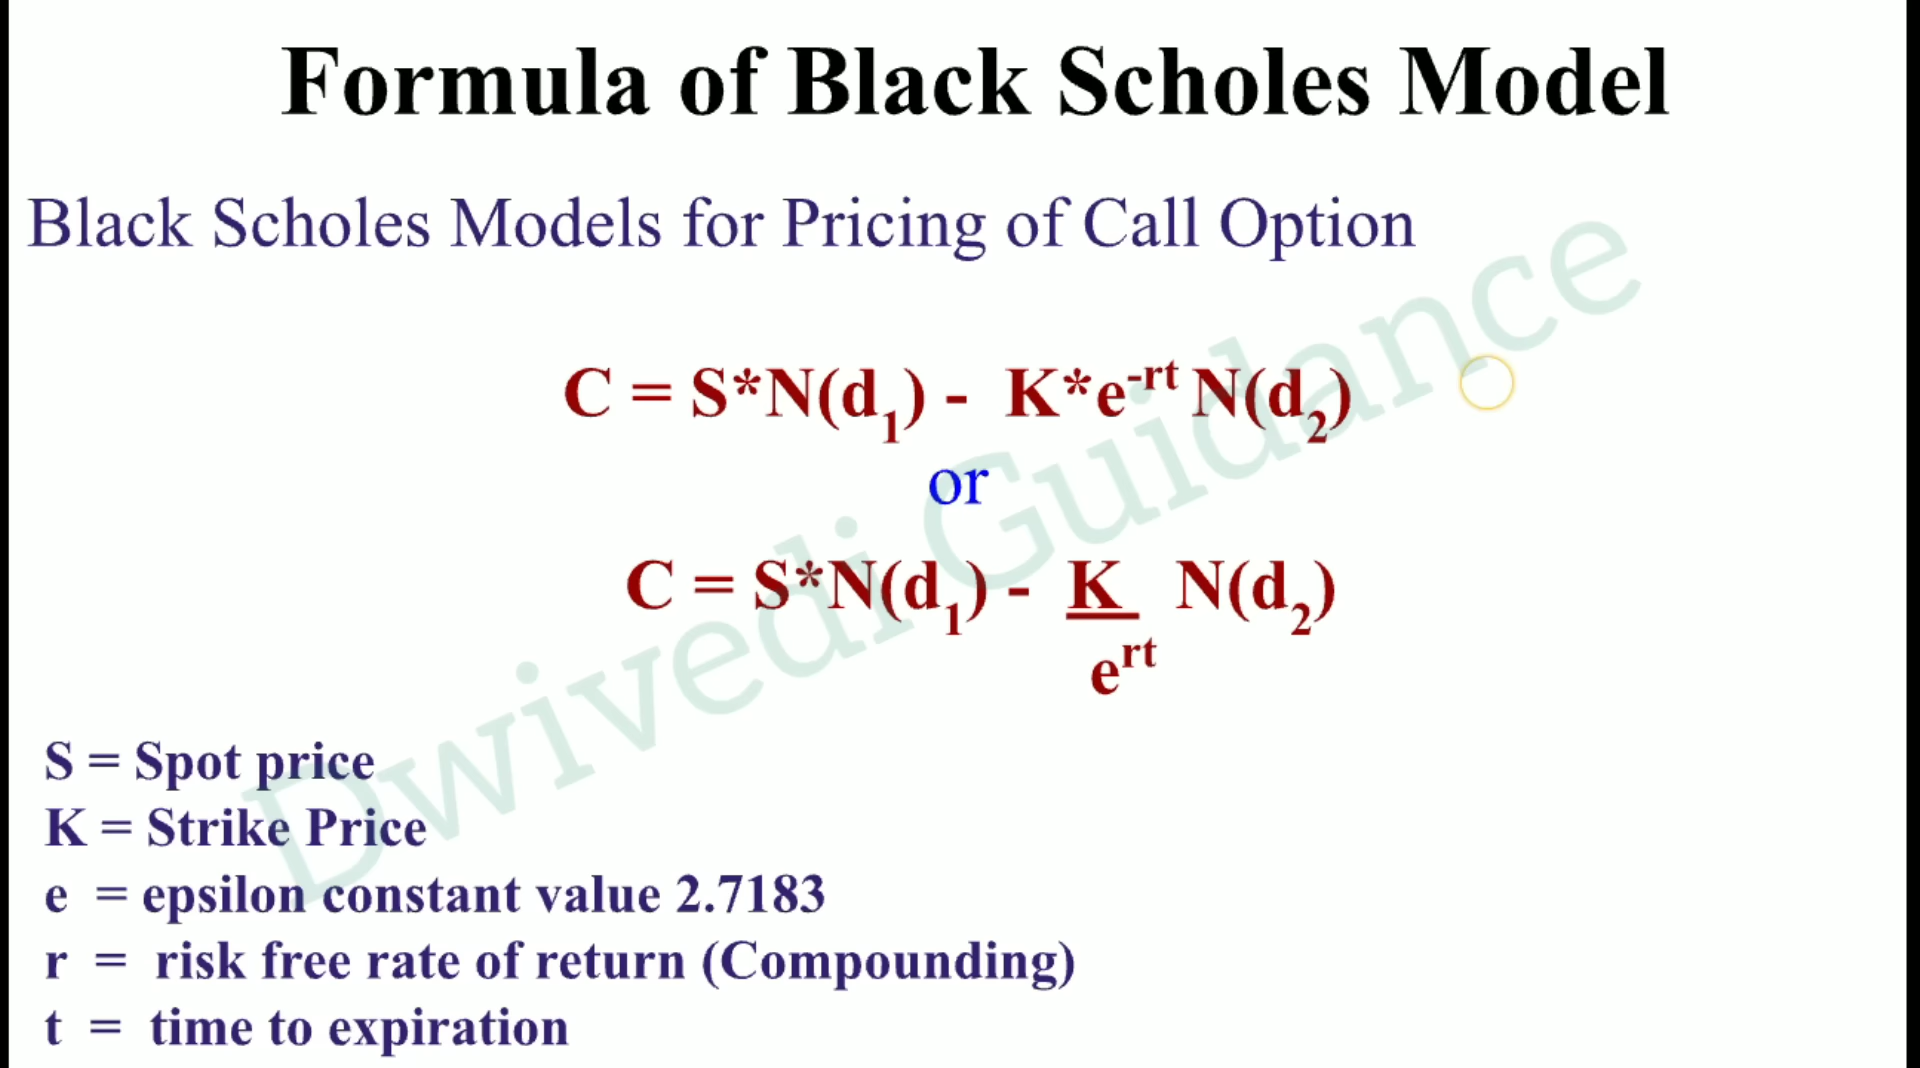 Formula of Black Scholes Model
Black Scholes Models for Pricing of Call Option
C = S*N(d₁) - K*e⁻ʳᵗ N(d₂)
or
C = S*N(d₁) - K N(d₂)
eʳᵗ
S = Spot price
K = Strike Price
e = epsilon constant value 2.7183
r = risk free rate of return (Compounding)
t = time to expiration
Dwivedi Guidance